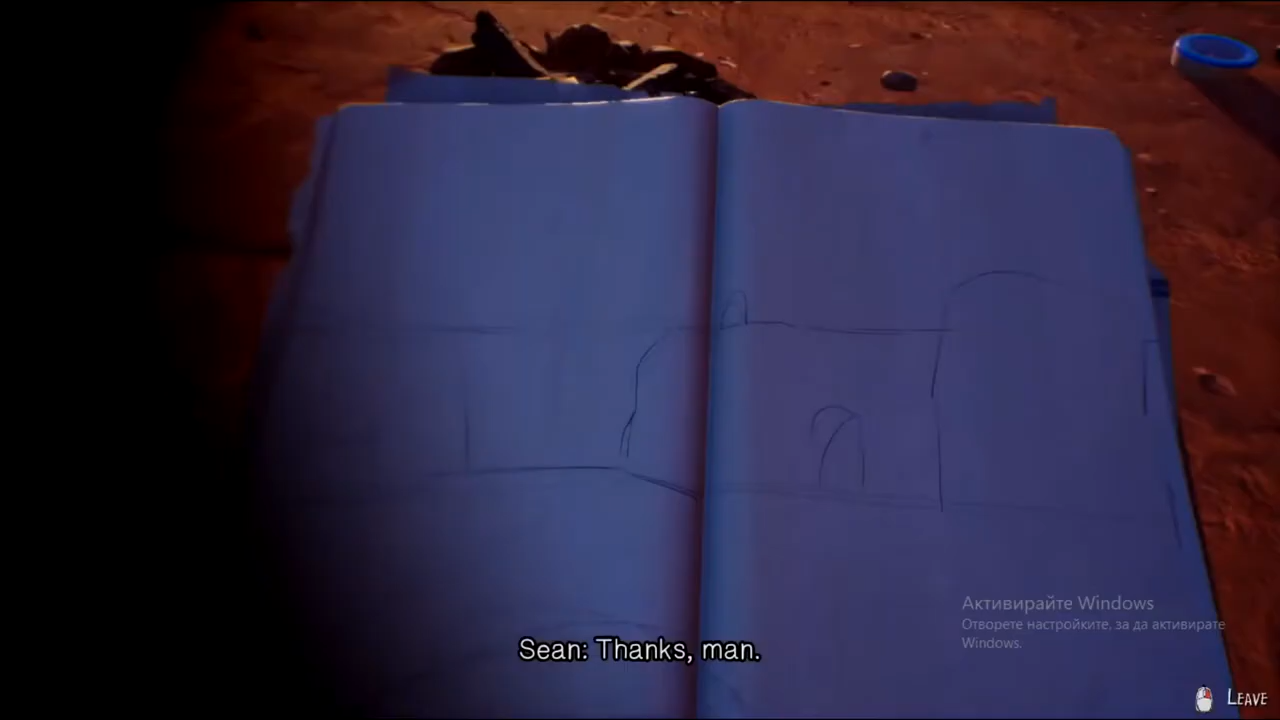 Активирайте Windows
Отворете настройките, за да активирате
Windows.
Sean: Thanks, man.
LEAVE